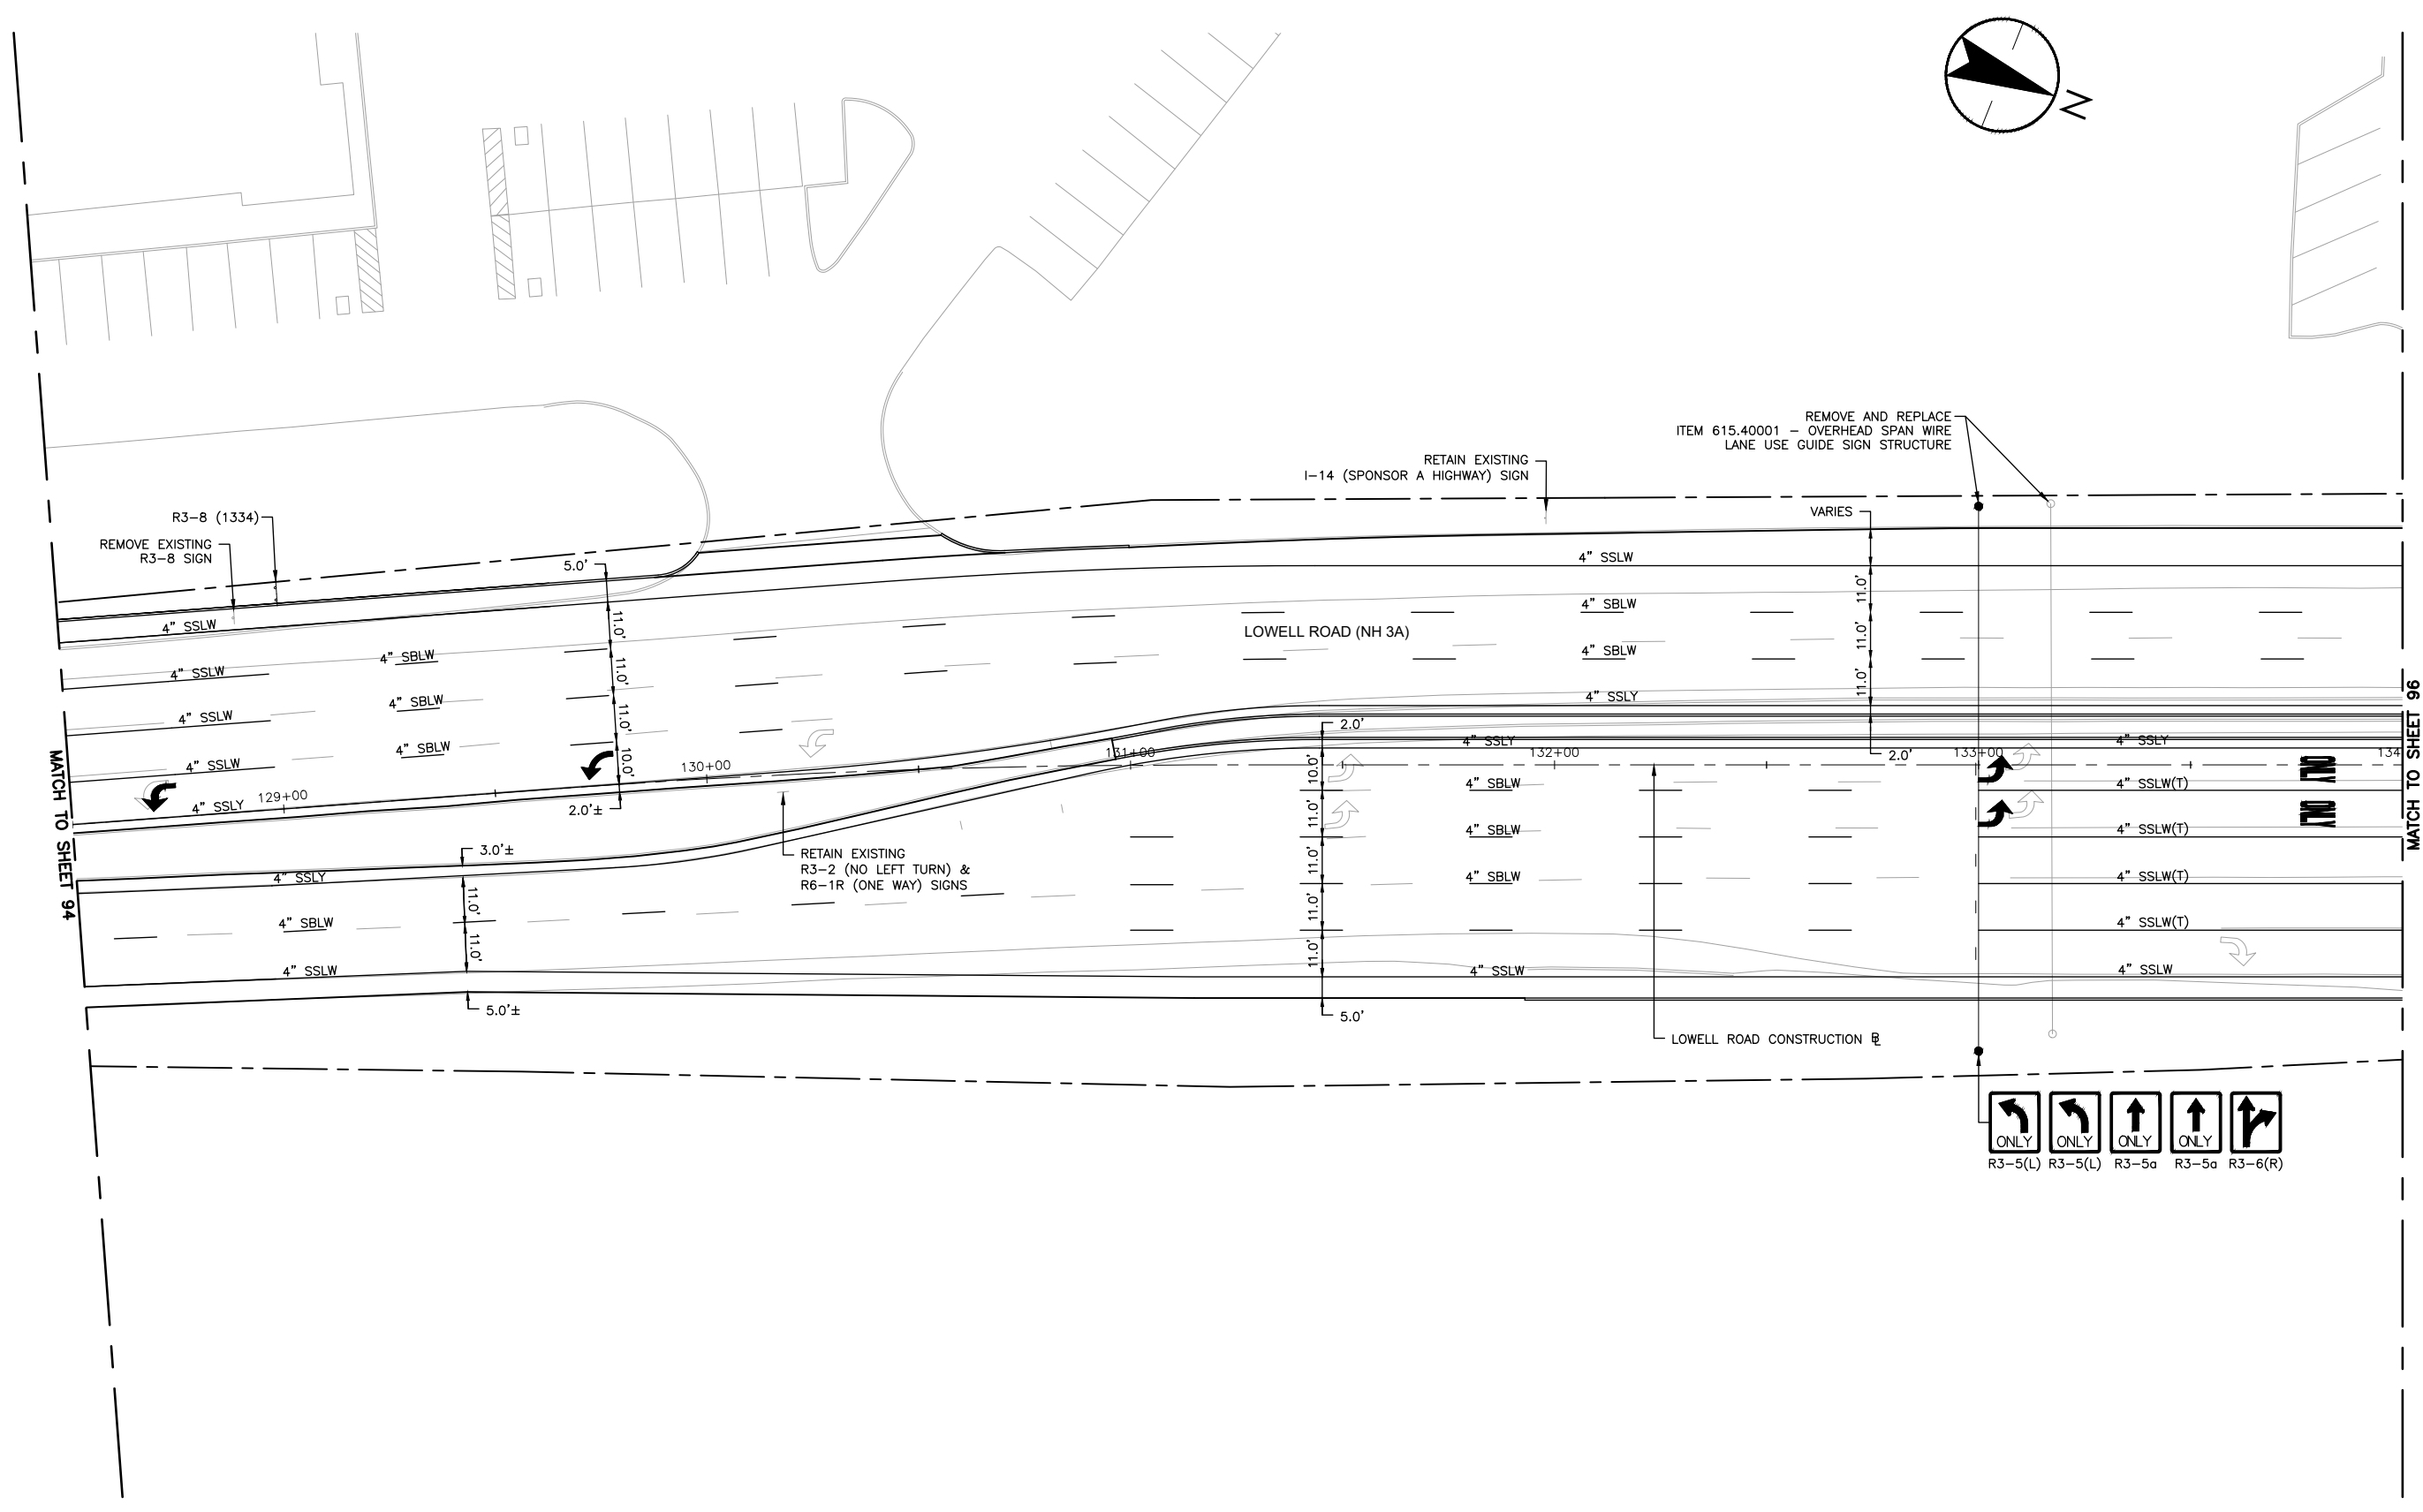 N
REMOVE AND REPLACE
ITEM 615.40001 – OVERHEAD SPAN WIRE
LANE USE GUIDE SIGN STRUCTURE
RETAIN EXISTING
I-14 (SPONSOR A HIGHWAY) SIGN
VARIES
R3-8 (1334)
REMOVE EXISTING
R3-8 SIGN
5.0'
4" SSLW
11.0'
4" SBLW
11.0'
4" SBLW
11.0'
4" SSLY
2.0'
LOWELL ROAD (NH 3A)
4" SSLW
4" SSLW
4" SSLW
4" SSLW
4" SSLY
4" SBLW
4" SBLW
4" SBLW
11.0'
11.0'
11.0'
10.0'
2.0'±
129+00
130+00
131+00
132+00
133+00
134
2.0'
4" SSLY
4" SSLY
10.0'
11.0'
11.0'
11.0'
11.0'
5.0'
4" SBLW
4" SBLW
4" SBLW
4" SSLW
4" SSLW(T)
4" SSLW(T)
4" SSLW(T)
4" SSLW(T)
4" SSLW
ONLY
ONLY
3.0'±
4" SSLY
11.0'
4" SBLW
11.0'
4" SSLW
5.0'±
RETAIN EXISTING
R3-2 (NO LEFT TURN) &
R6-1R (ONE WAY) SIGNS
LOWELL ROAD CONSTRUCTION BL
MATCH TO SHEET 94
MATCH TO SHEET 96
ONLY
ONLY
ONLY
ONLY
R3-5(L)
R3-5(L)
R3-5a
R3-5a
R3-6(R)